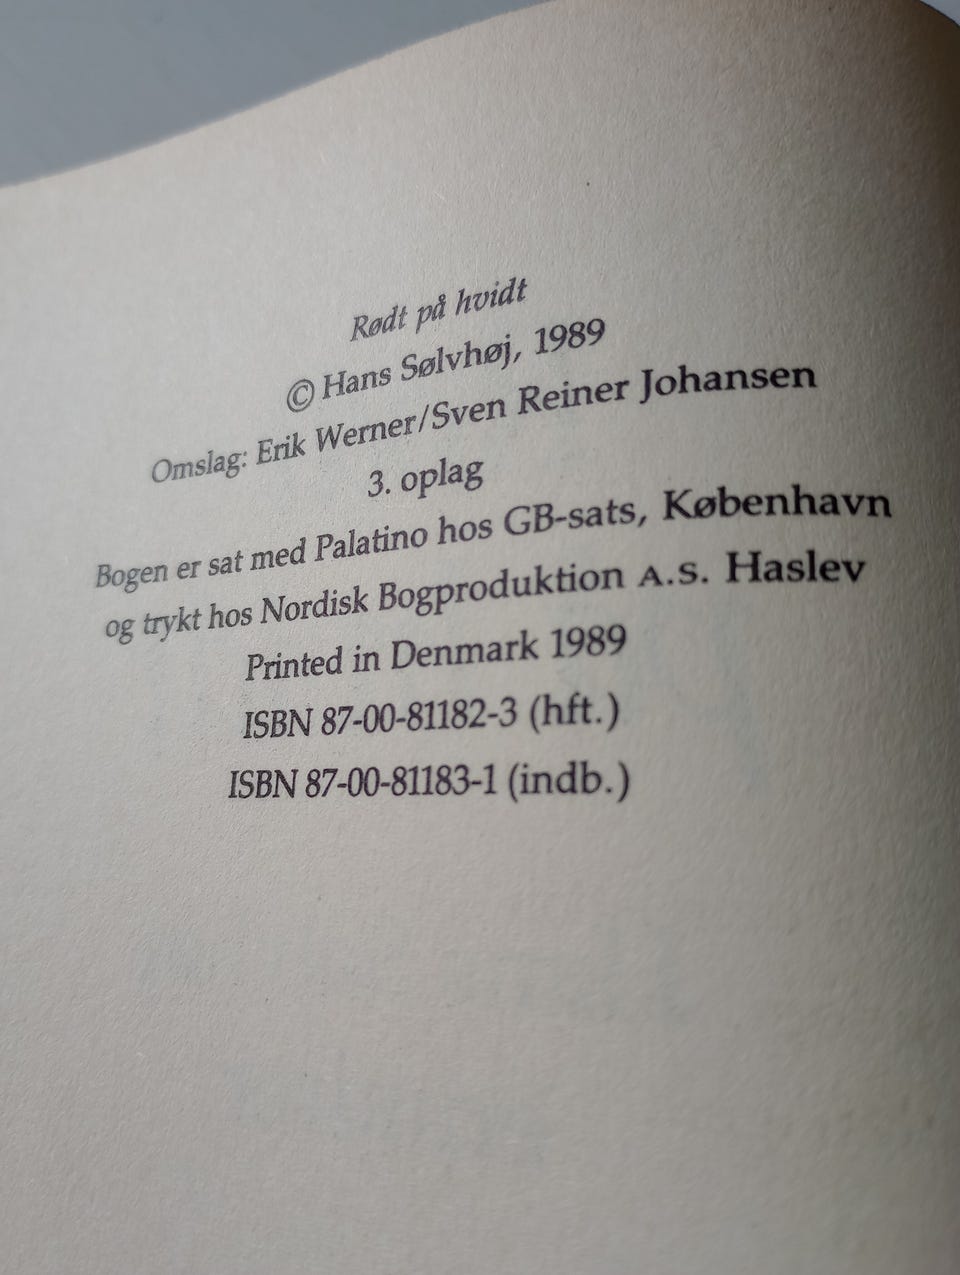 Rødt på hvidt
© Hans Sølvhøj, 1989
Omslag: Erik Werner/Sven Reiner Johansen
3. oplag
Bogen er sat med Palatino hos GB-sats, København
og trykt hos Nordisk Bogproduktion A.S. Haslev
Printed in Denmark 1989
ISBN 87-00-81182-3 (hft.)
ISBN 87-00-81183-1 (indb.)